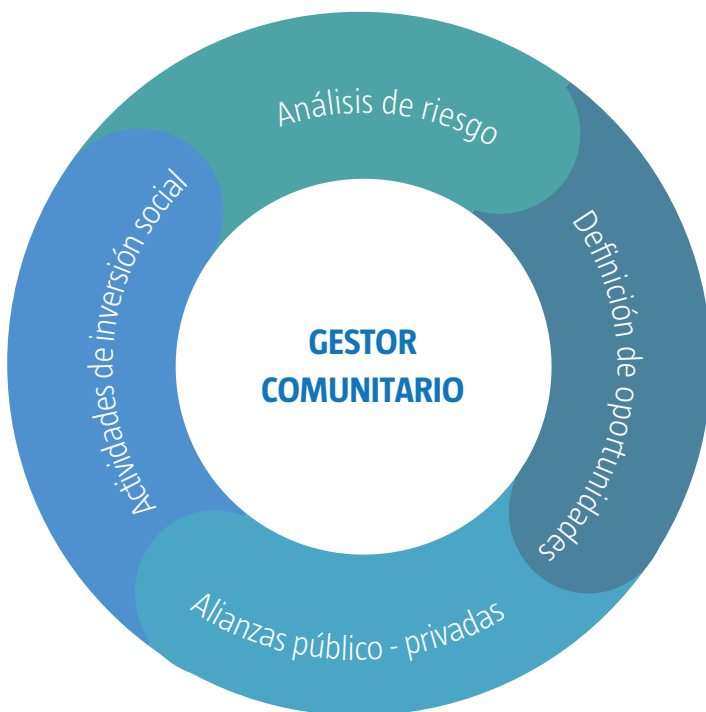 Análisis de riesgo
Definición de oportunidades
Alianzas público - privadas
Actividades de inversión social
GESTOR
COMUNITARIO